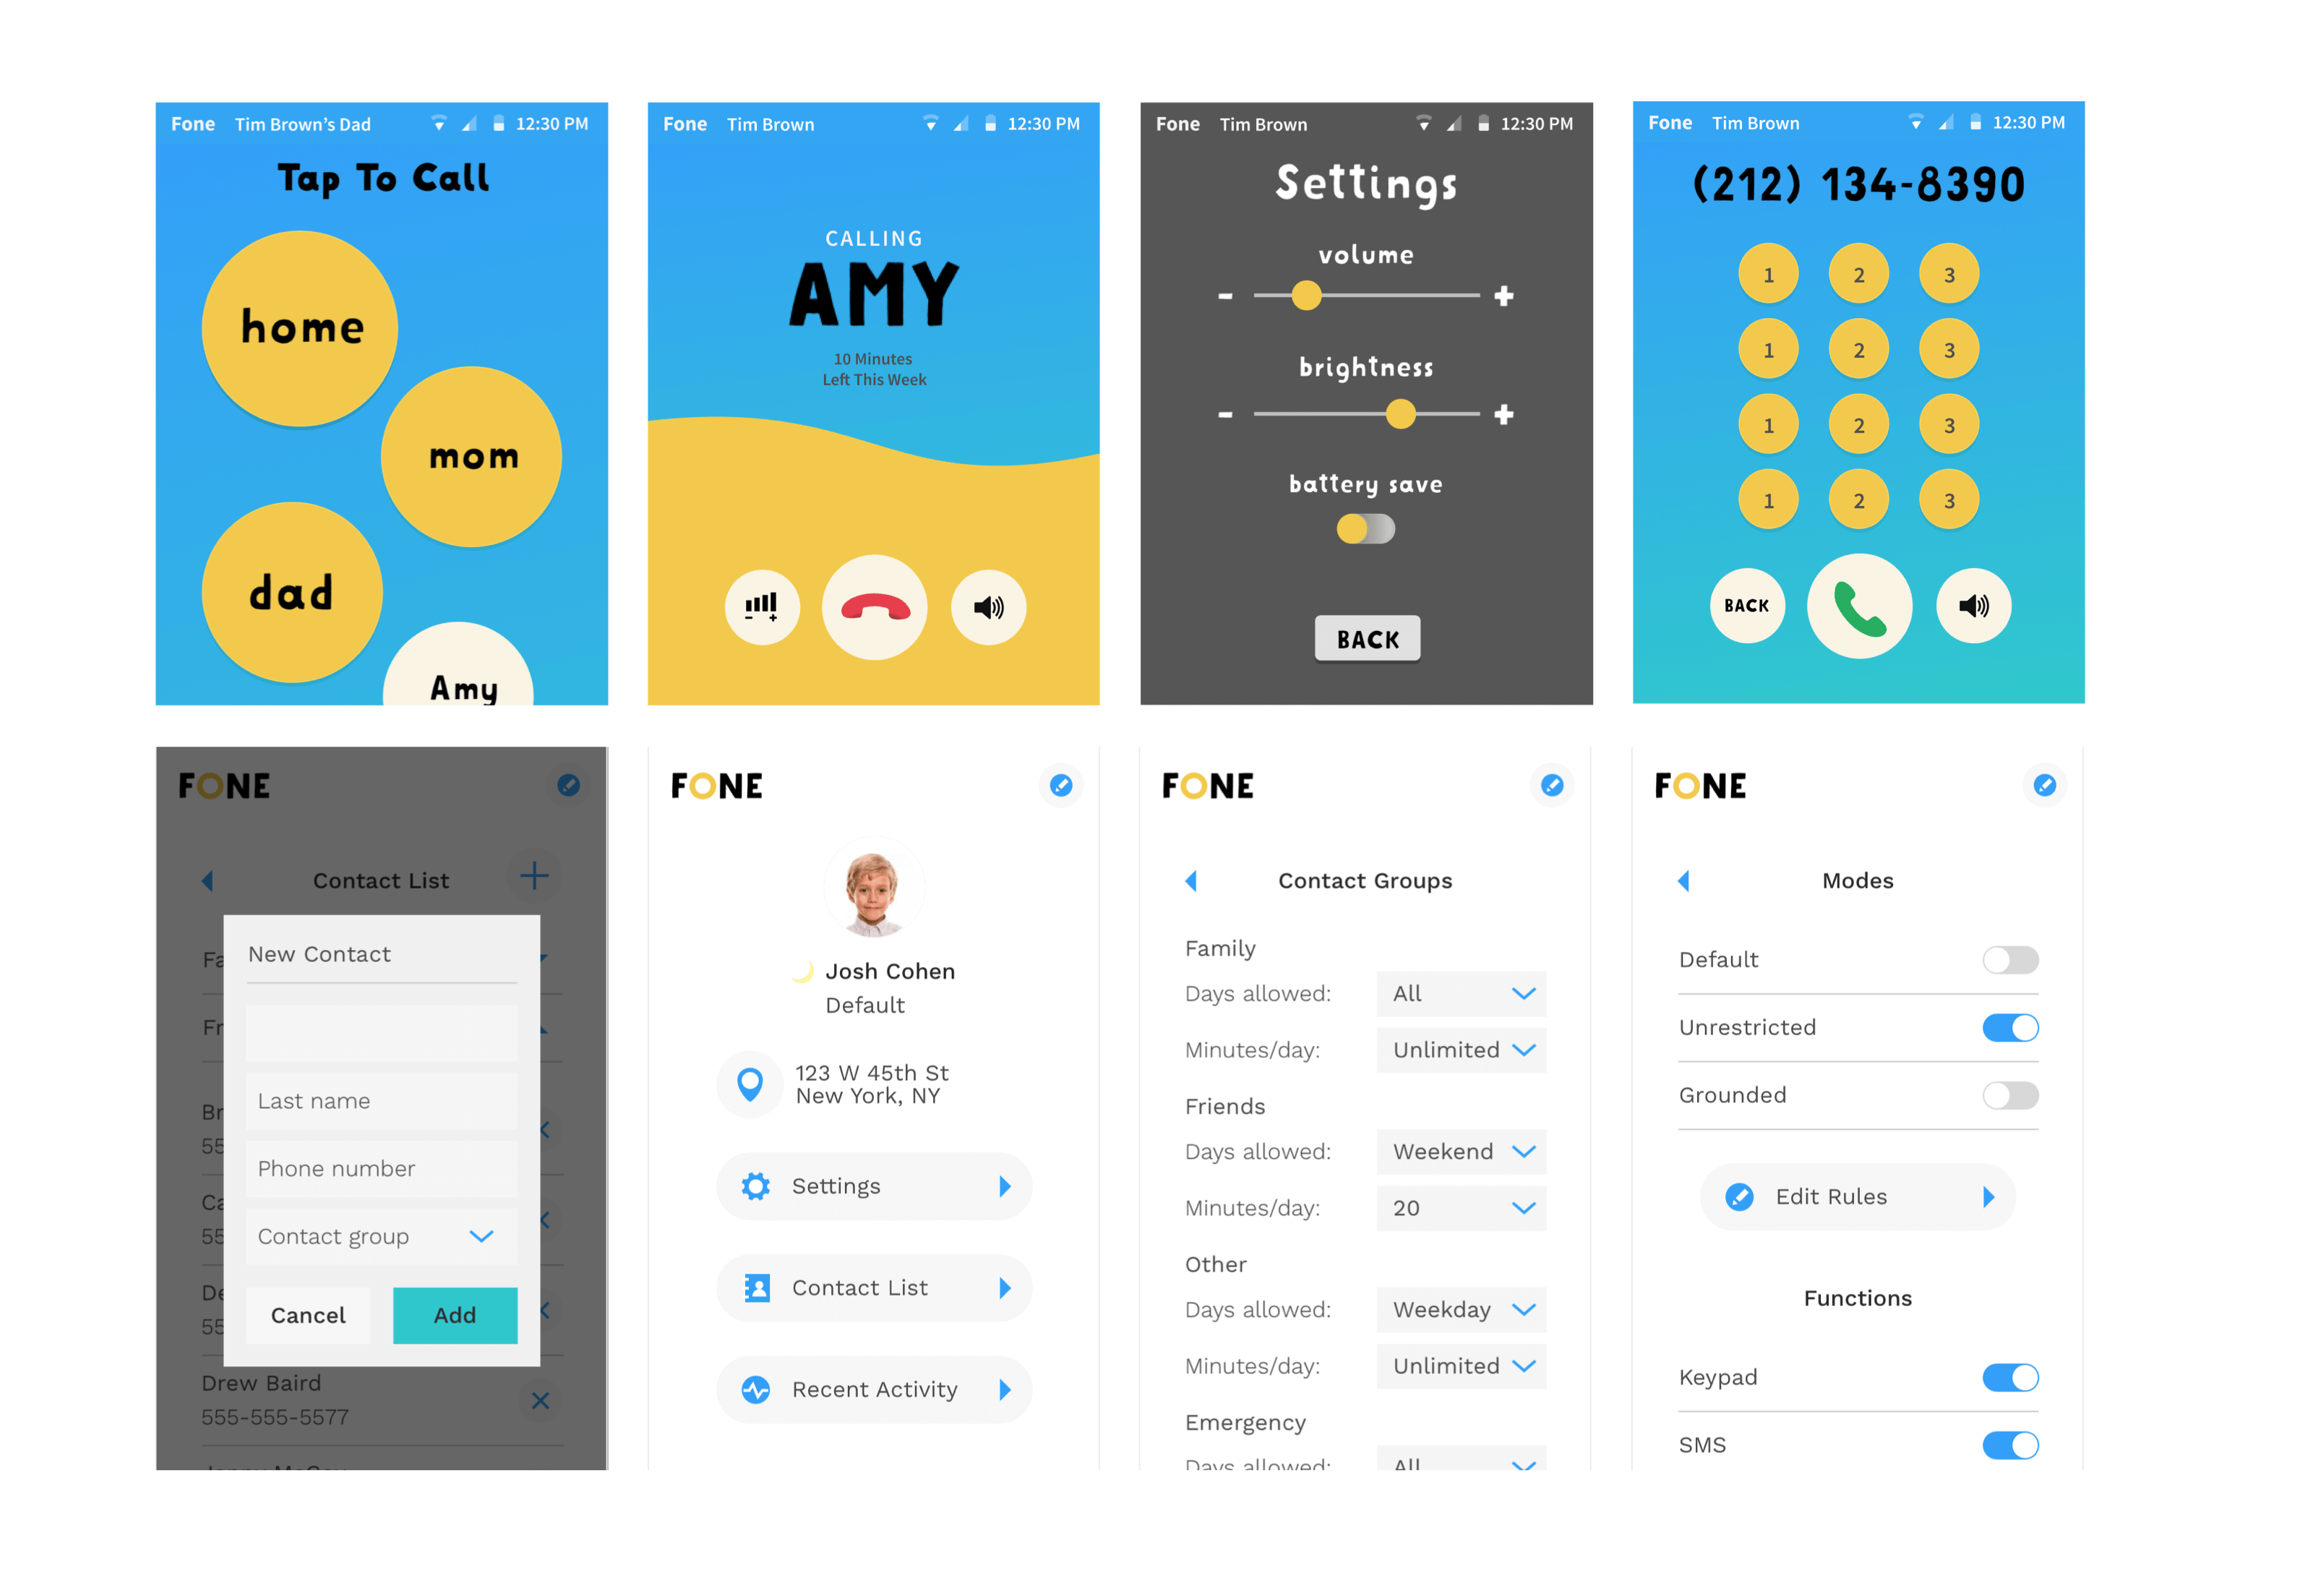 Fone Tim Brown's Dad 12:30 PM
Tap To Call
home
mom
dad
Amy
Fone Tim Brown 12:30 PM
CALLING
AMY
10 Minutes
Left This Week
Fone Tim Brown 12:30 PM
Settings
volume
- +
brightness
- +
battery save
BACK
Fone Tim Brown 12:30 PM
(212) 134-8390
1 2 3
1 2 3
1 2 3
1 2 3
BACK
FONE
Contact List
Fa
Fr
Br
55
Ca
55
De
55
New Contact
Last name
Phone number
Contact group
Cancel Add
Drew Baird
555-555-5577
FONE
Josh Cohen
Default
123 W 45th St
New York, NY
Settings
Contact List
Recent Activity
FONE
Contact Groups
Family
Days allowed: All
Minutes/day: Unlimited
Friends
Days allowed: Weekend
Minutes/day: 20
Other
Days allowed: Weekday
Minutes/day: Unlimited
Emergency
Days allowed: All
FONE
Modes
Default
Unrestricted
Grounded
Edit Rules
Functions
Keypad
SMS